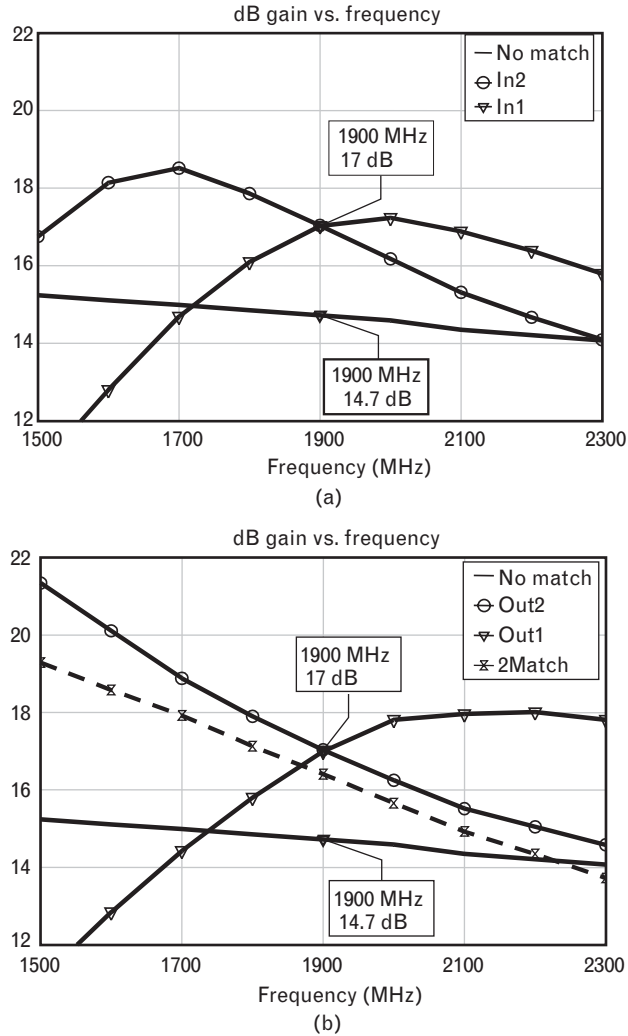 dB gain vs. frequency
22
20
18
16
14
12
No match
In2
In1
1900 MHz
17 dB
1900 MHz
14.7 dB
1500
1700
1900
2100
2300
Frequency (MHz)
(a)
dB gain vs. frequency
22
20
18
16
14
12
No match
Out2
Out1
2Match
1900 MHz
17 dB
1900 MHz
14.7 dB
1500
1700
1900
2100
2300
Frequency (MHz)
(b)